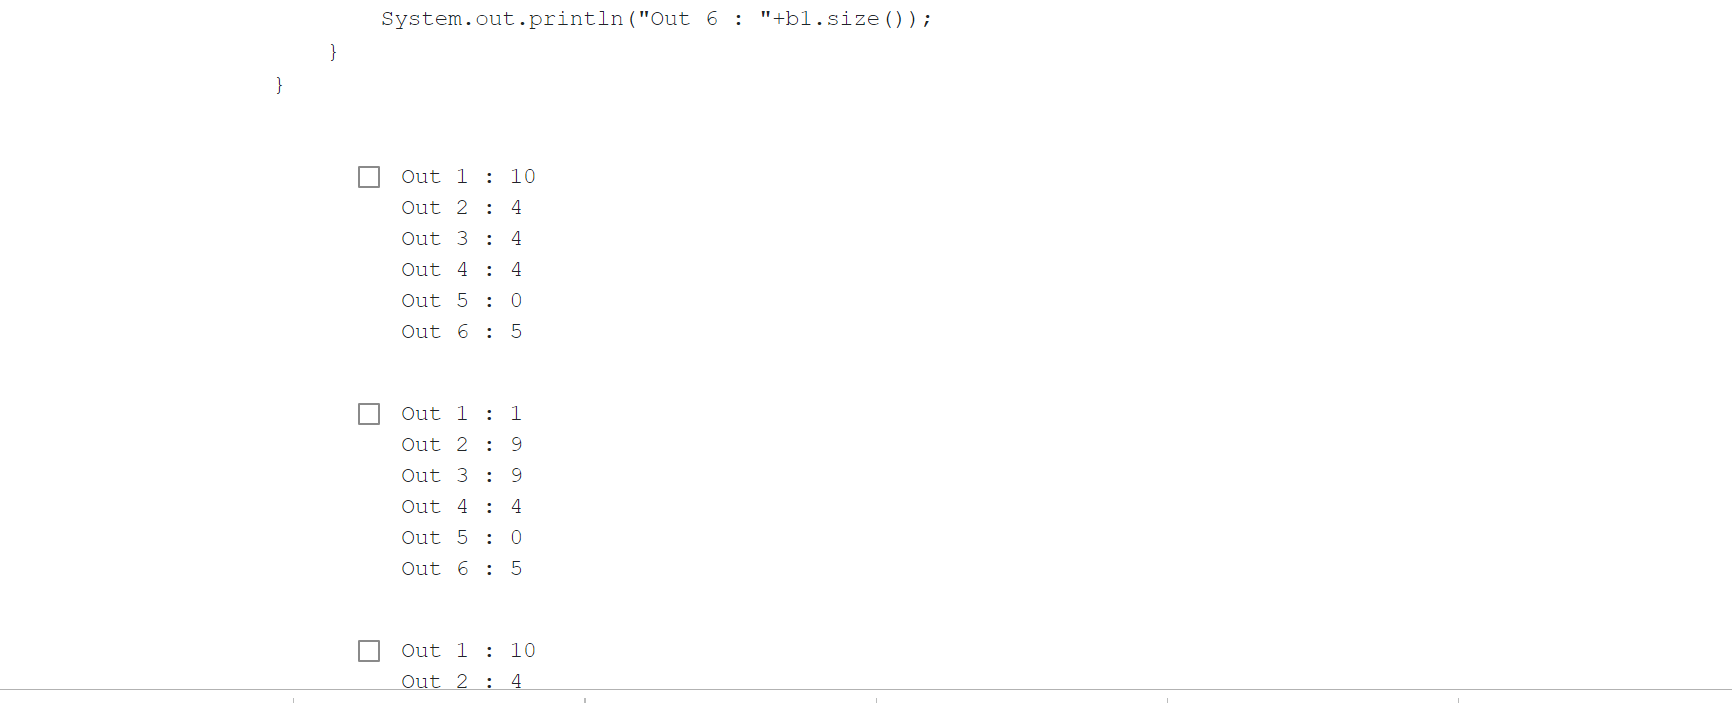 System.out.println("Out 6 : "+b1.size());
}
}
Out 1 : 10
Out 2 : 4
Out 3 : 4
Out 4 : 4
Out 5 : 0
Out 6 : 5
Out 1 : 1
Out 2 : 9
Out 3 : 9
Out 4 : 4
Out 5 : 0
Out 6 : 5
Out 1 : 10
Out 2 : 4